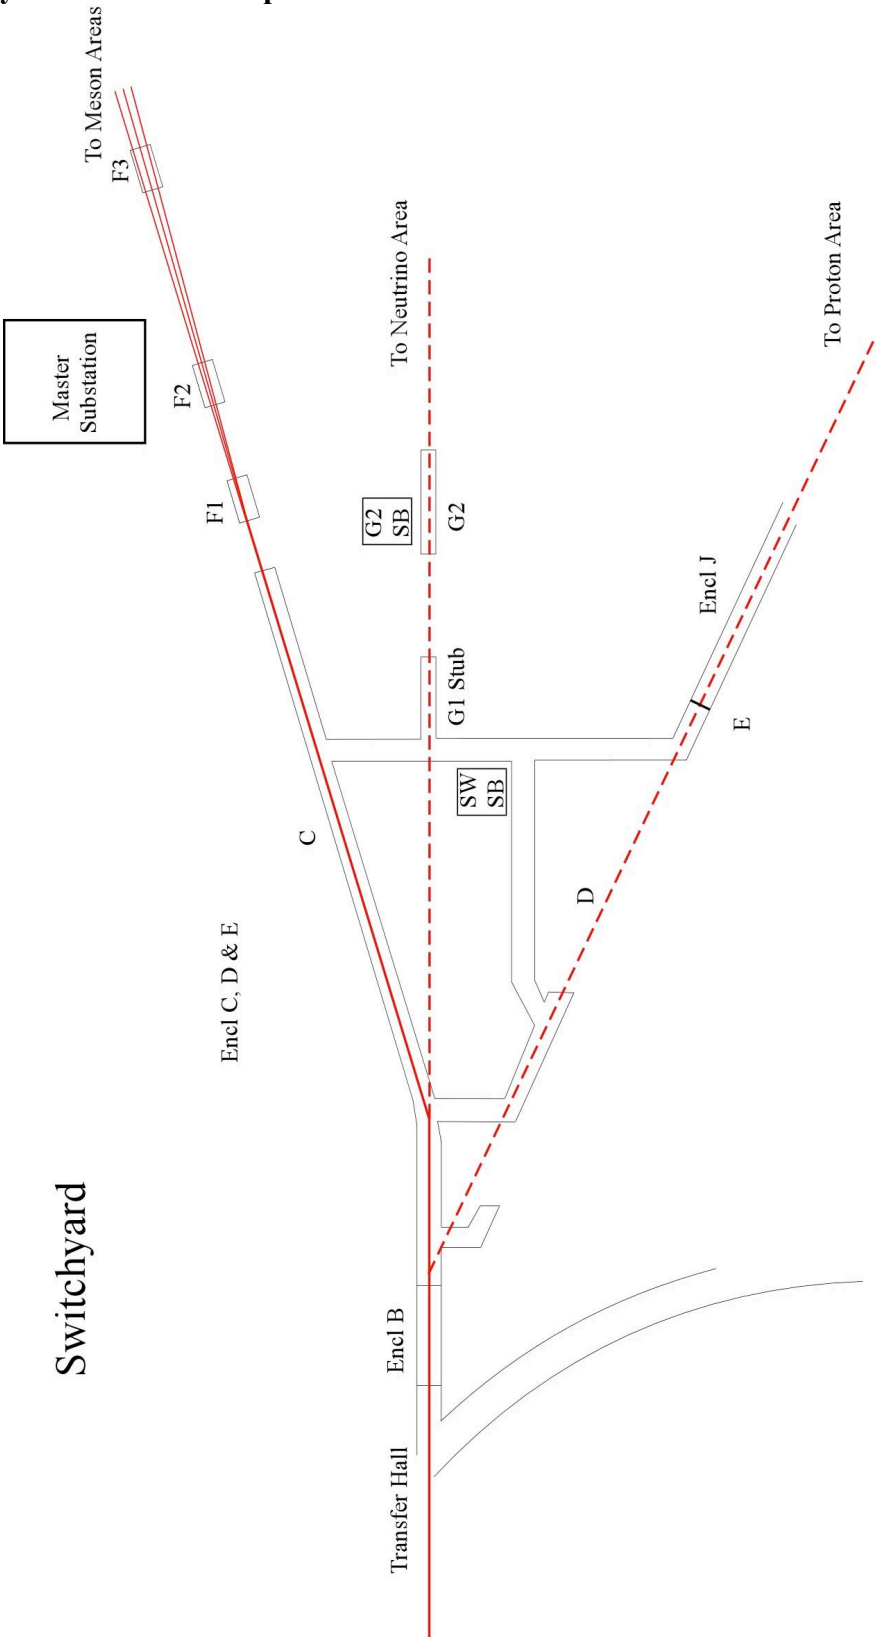 Switchyard
To Meson Areas
F3
Master
Substation
F2
F1
To Neutrino Area
G2
SB
G2
To Proton Area
Encl J
G1 Stub
E
SW
SB
C
D
Encl C, D & E
Encl B
Transfer Hall